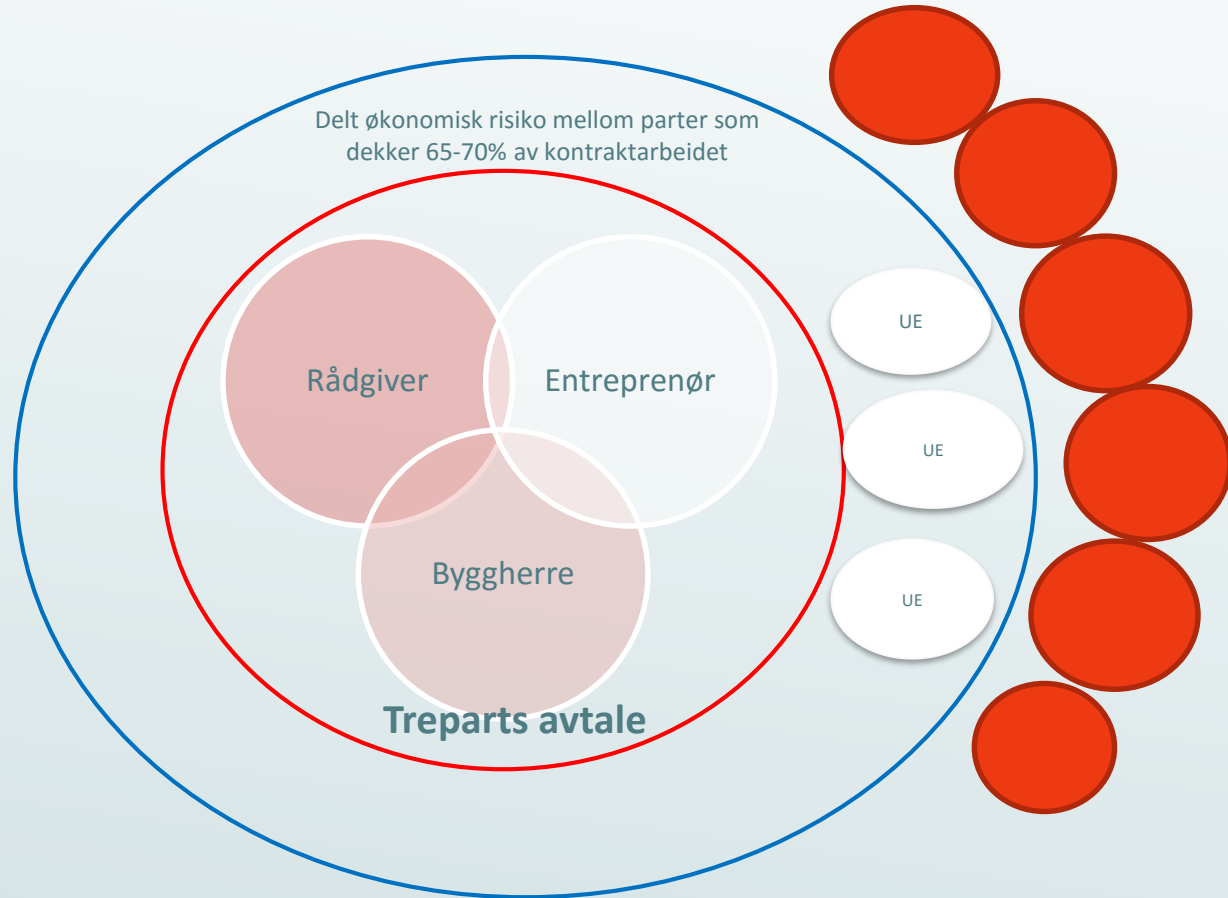 Delt økonomisk risiko mellom parter som
dekker 65-70% av kontraktarbeidet
UE
Rådgiver
Entreprenør
UE
Byggherre
UE
Treparts avtale